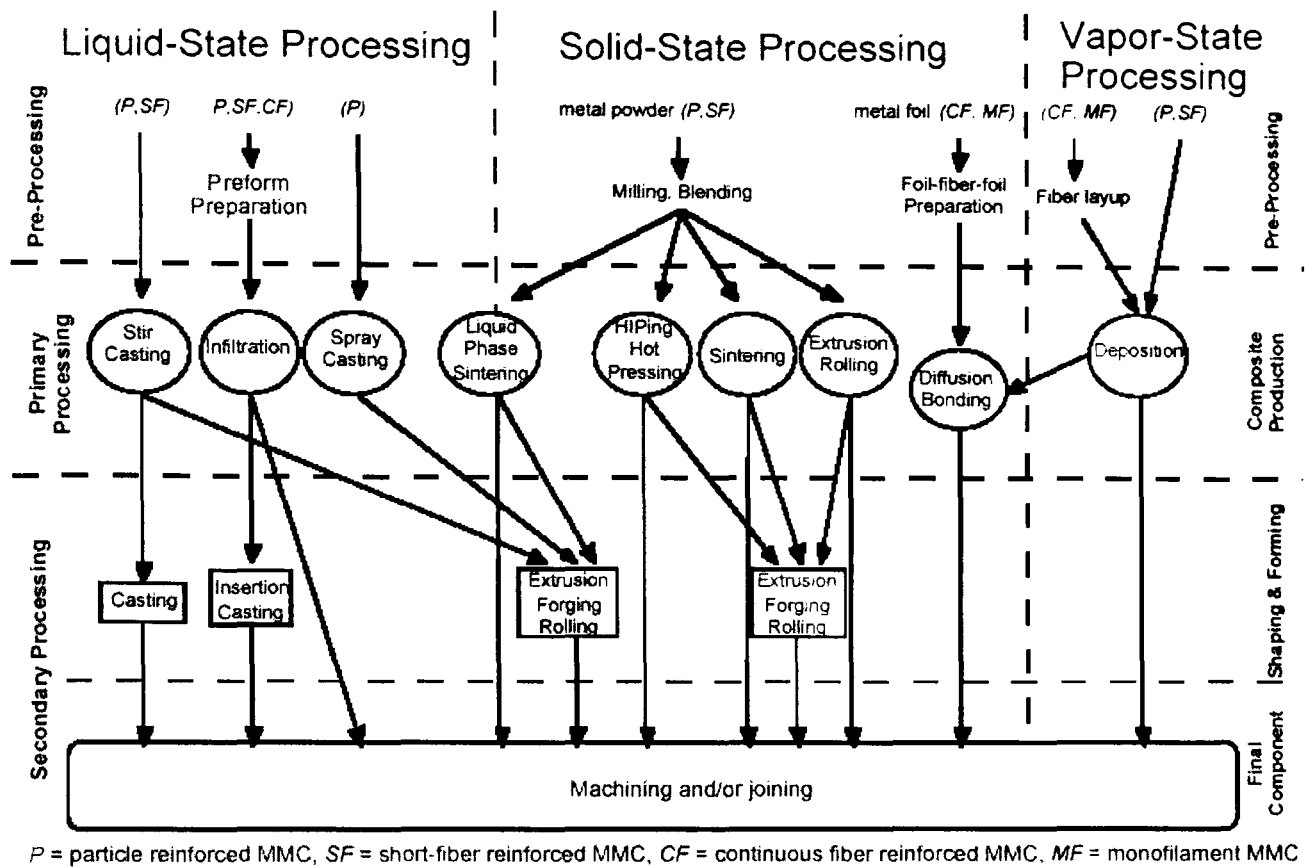 Liquid-State Processing
Solid-State Processing
Vapor-State
Processing
(P,SF)
P,SF.CF)
(P)
metal powder (P,SF)
metal foil (CF. MF)
(CF. MF)
(P,SF)
Pre-Processing
Preform
Preparation
Milling. Blending
Foil-fiber-foil
Preparation
Fiber layup
Pre-Processing
Primary
Processing
Stir
Casting
Infiltration
Spray
Casting
Liquid
Phase
Sintering
HIPing
Hot
Pressing
Sintering
Extrusion
Rolling
Diffusion
Bonding
Deposition
Composite
Production
Secondary Processing
Casting
Insertion
Casting
Extrusion
Forging
Rolling
Extrusion
Forging
Rolling
Shaping & Forming
Machining and/or joining
Final
Component
P = particle reinforced MMC, SF = short-fiber reinforced MMC, CF = continuous fiber reinforced MMC, MF = monofilament MMC